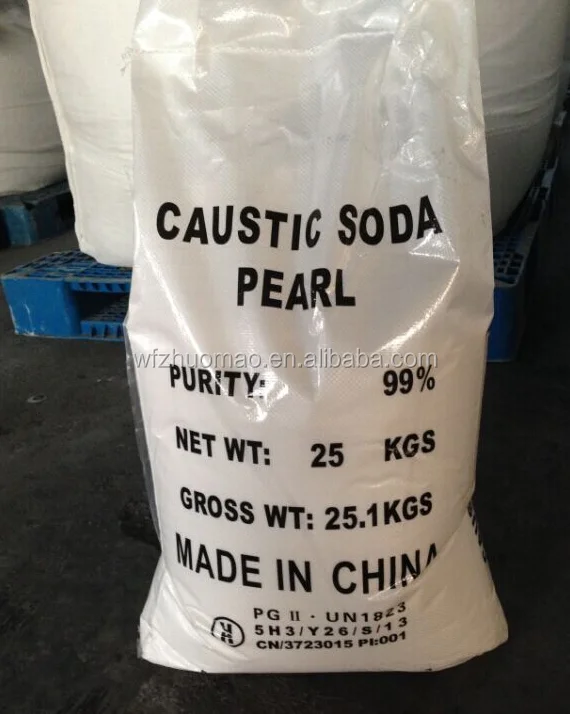 CAUSTIC SODA
PEARL
wfzhuomao.en.alibaba.com
PURITY: 99%
NET WT: 25 KGS
GROSS WT: 25.1KGS
MADE IN CHINA
PG II · UN1823
5H3/Y26/S/13
CN/3723015 PI:001